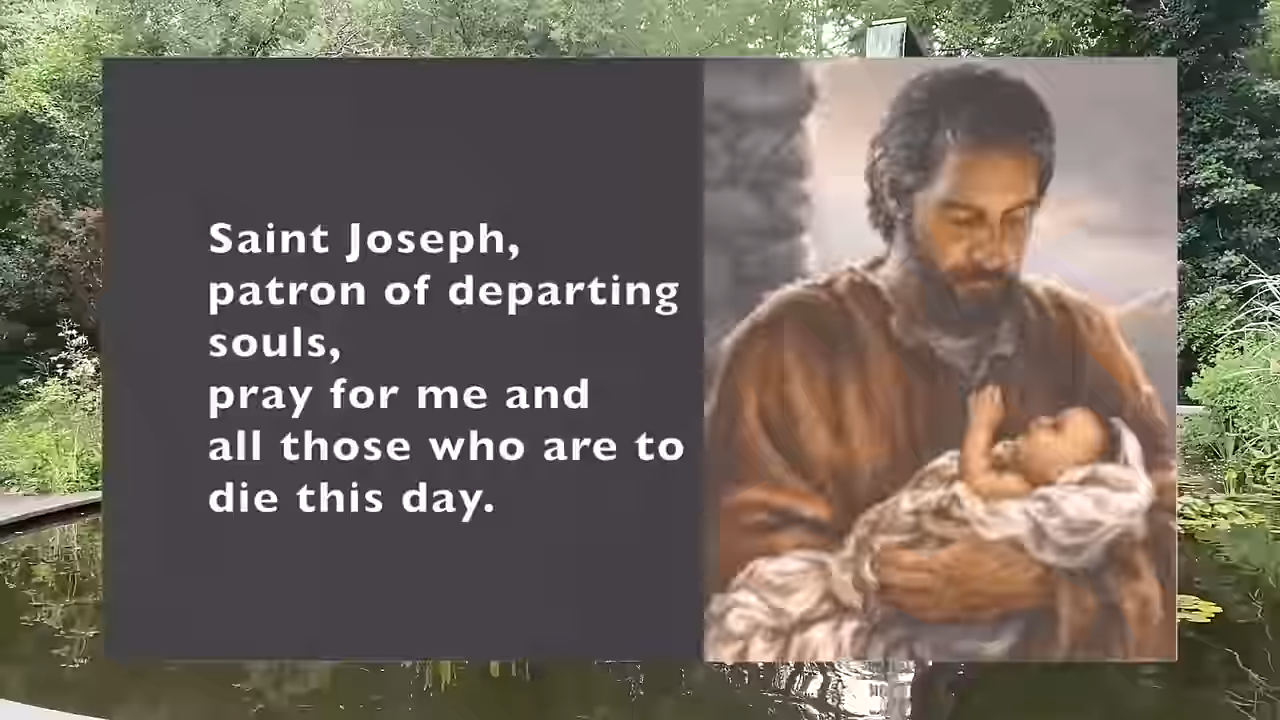 Saint Joseph,
patron of departing
souls,
pray for me and
all those who are to
die this day.